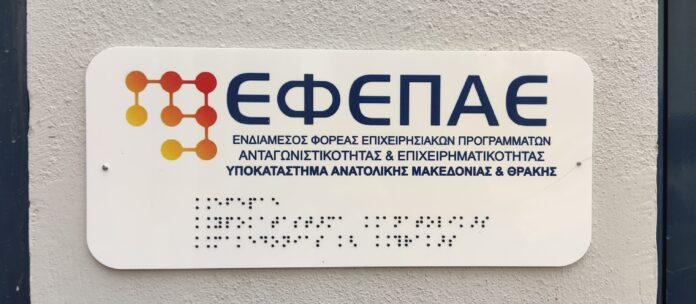 ΕΦΕΠΑΕ
ΕΝΔΙΑΜΕΣΟΣ ΦΟΡΕΑΣ ΕΠΙΧΕΙΡΗΣΙΑΚΩΝ ΠΡΟΓΡΑΜΜΑΤΩΝ
ΑΝΤΑΓΩΝΙΣΤΙΚΟΤΗΤΑΣ & ΕΠΙΧΕΙΡΗΜΑΤΙΚΟΤΗΤΑΣ
ΥΠΟΚΑΤΑΣΤΗΜΑ ΑΝΑΤΟΛΙΚΗΣ ΜΑΚΕΔΟΝΙΑΣ & ΘΡΑΚΗΣ